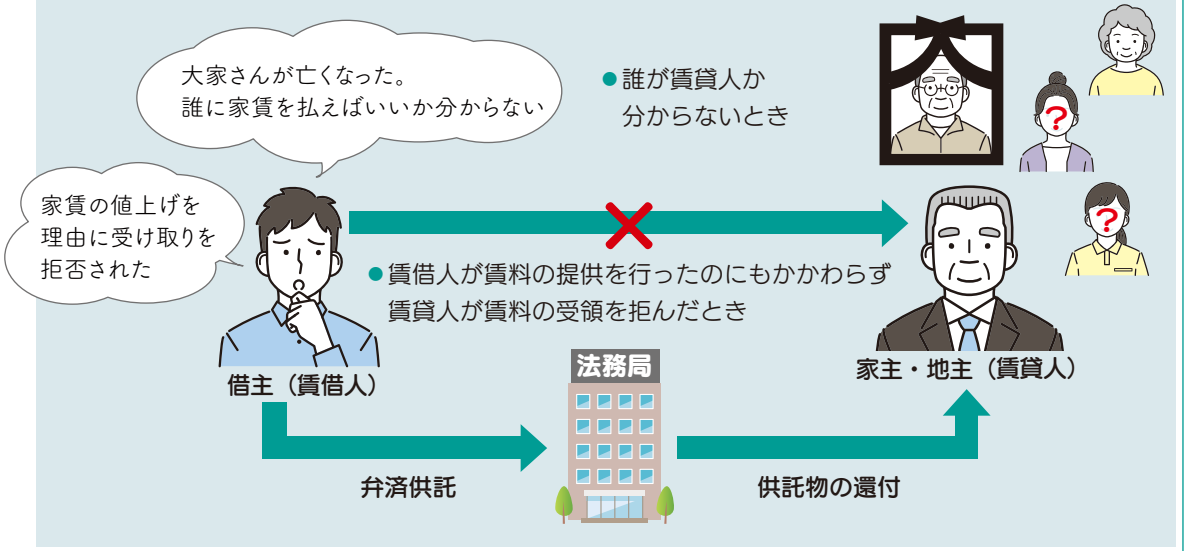 大家さんが亡くなった。
誰に家賃を払えばいいか分からない
●誰が賃貸人か
分からないとき
?
家賃の値上げを
理由に受け取りを
拒否された
?
●賃借人が賃料の提供を行ったのにもかかわらず
賃貸人が賃料の受領を拒んだとき
借主（賃借人）
法務局
家主・地主（賃貸人）
弁済供託
供託物の還付